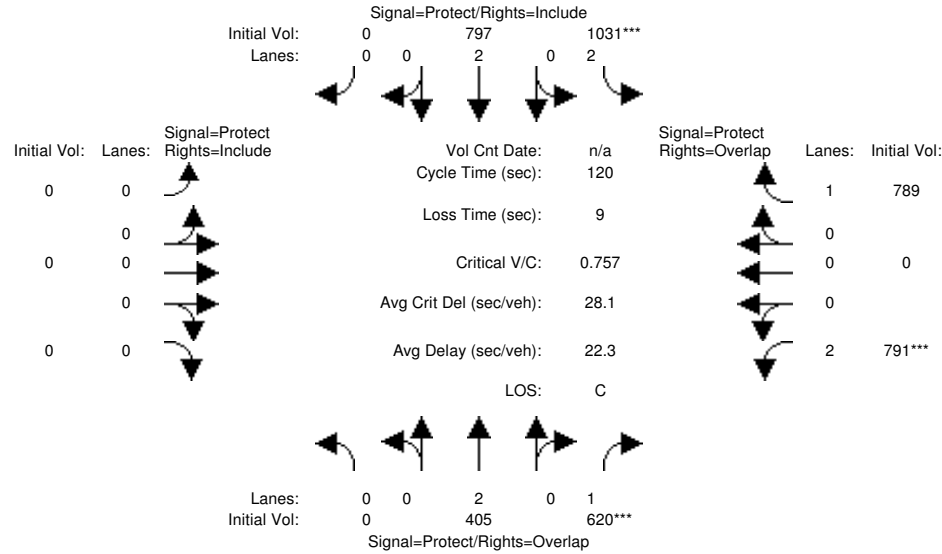 Signal=Protect/Rights=Include
Initial Vol: 0 797 1031***
Lanes: 0 0 2 0 2
Signal=Protect
Initial Vol: Lanes: Rights=Include
Vol Cnt Date: n/a
Signal=Protect
Rights=Overlap Lanes: Initial Vol:
Cycle Time (sec): 120
0 0 1 789
Loss Time (sec): 9
0 0
0 0 Critical V/C: 0.757 0 0
0 Avg Crit Del (sec/veh): 28.1 0
0 0 Avg Delay (sec/veh): 22.3 2 791***
LOS: C
Lanes: 0 0 2 0 1
Initial Vol: 0 405 620***
Signal=Protect/Rights=Overlap